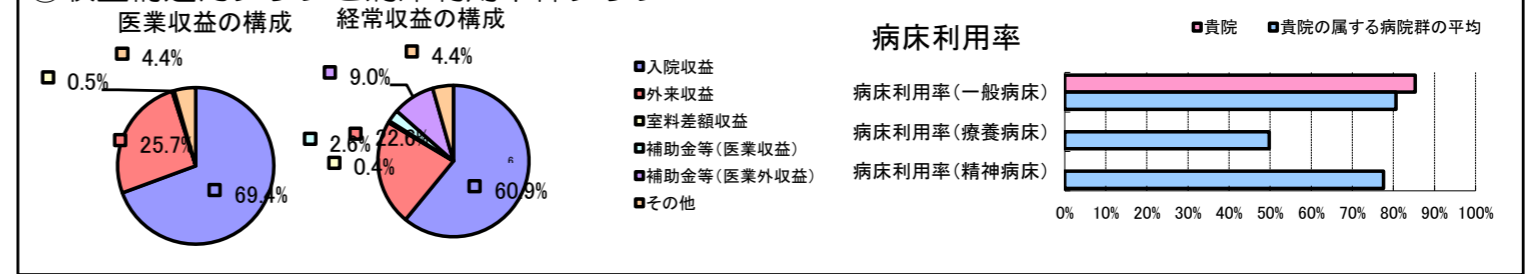 医業収益の構成
4.4%
0.5%
25.7%
69.4%
経常収益の構成
4.4%
9.0%
2.6%
22.6%
0.4%
6
60.9%
入院収益
外来収益
室料差額収益
補助金等(医業収益)
補助金等(医業外収益)
その他
病床利用率
貴院 貴院の属する病院群の平均
病床利用率(一般病床)
病床利用率(療養病床)
病床利用率(精神病床)
0% 10% 20% 30% 40% 50% 60% 70% 80% 90% 100%